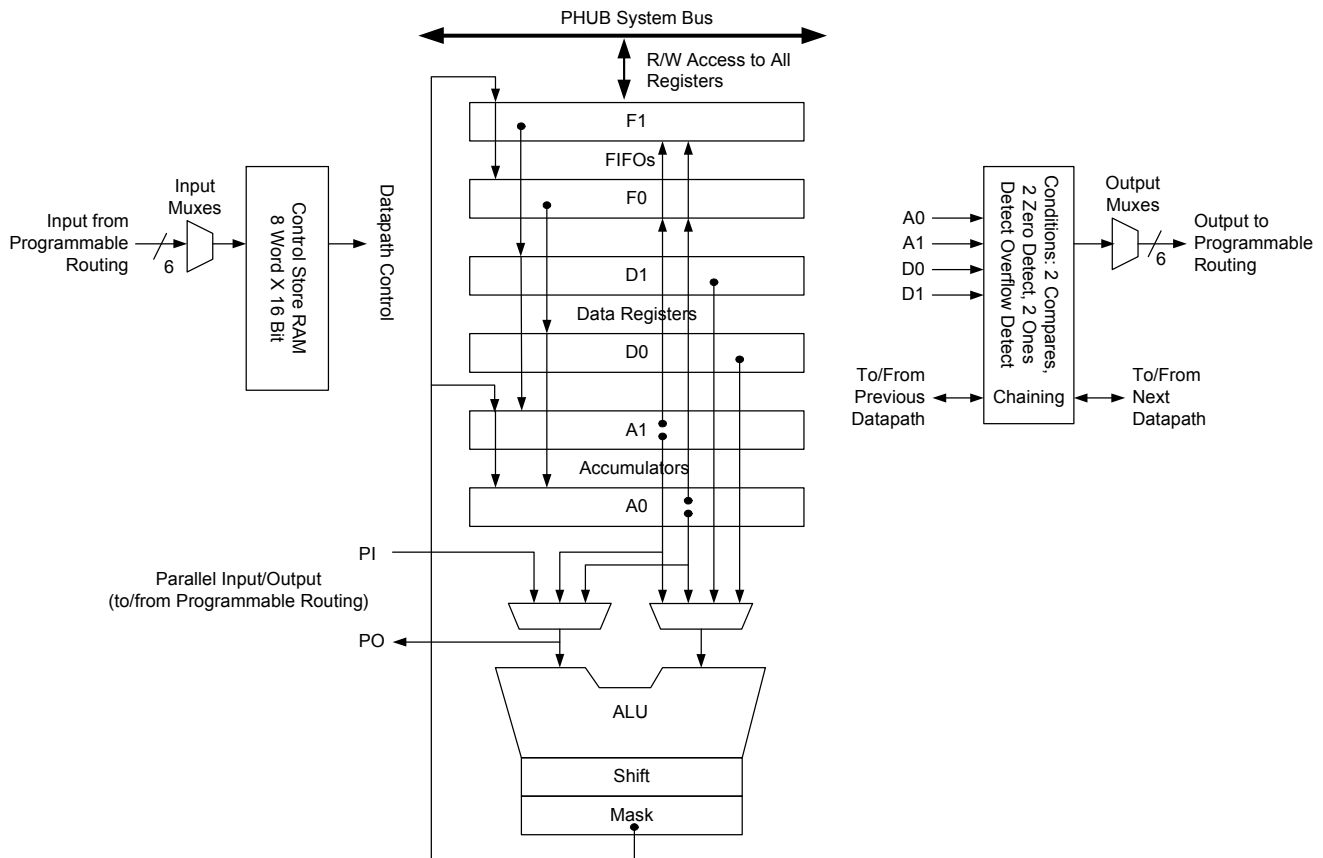 PHUB System Bus
R/W Access to All
Registers
F1
FIFOs
F0
D1
Data Registers
D0
A1
Accumulators
A0
Input from
Programmable
Routing
6
Input
Muxes
Control Store RAM
8 Word X 16 Bit
Datapath Control
A0
A1
D0
D1
Conditions: 2 Compares,
2 Zero Detect, 2 Ones
Detect Overflow Detect
Output
Muxes
6
Output to
Programmable
Routing
To/From
Previous
Datapath
Chaining
To/From
Next
Datapath
PI
Parallel Input/Output
(to/from Programmable Routing)
PO
ALU
Shift
Mask